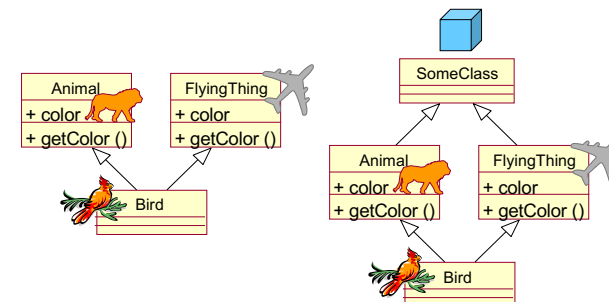 Animal
+ color
+ getColor ()
FlyingThing
+ color
+ getColor ()
Bird
SomeClass
Animal
+ color
+ getColor ()
FlyingThing
+ color
+ getColor ()
Bird